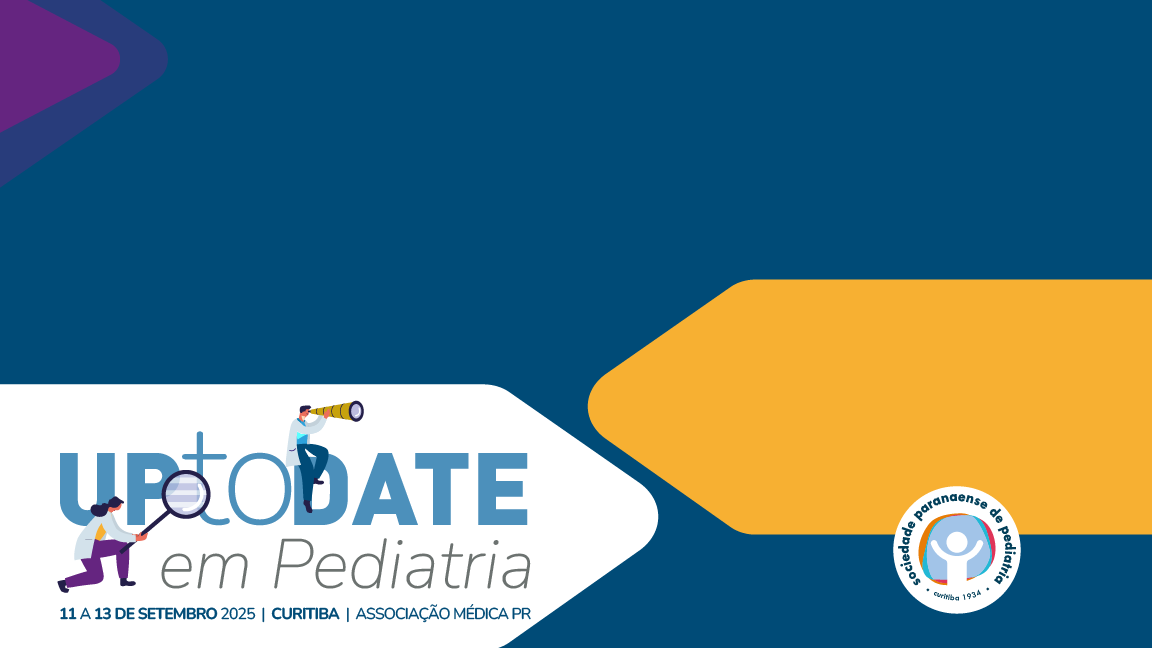 UPtoDATE
em Pediatria
11 A 13 DE SETEMBRO 2025 | CURITIBA | ASSOCIAÇÃO MÉDICA PR
sociedade paranaense de pediatria
• curitiba 1934 •